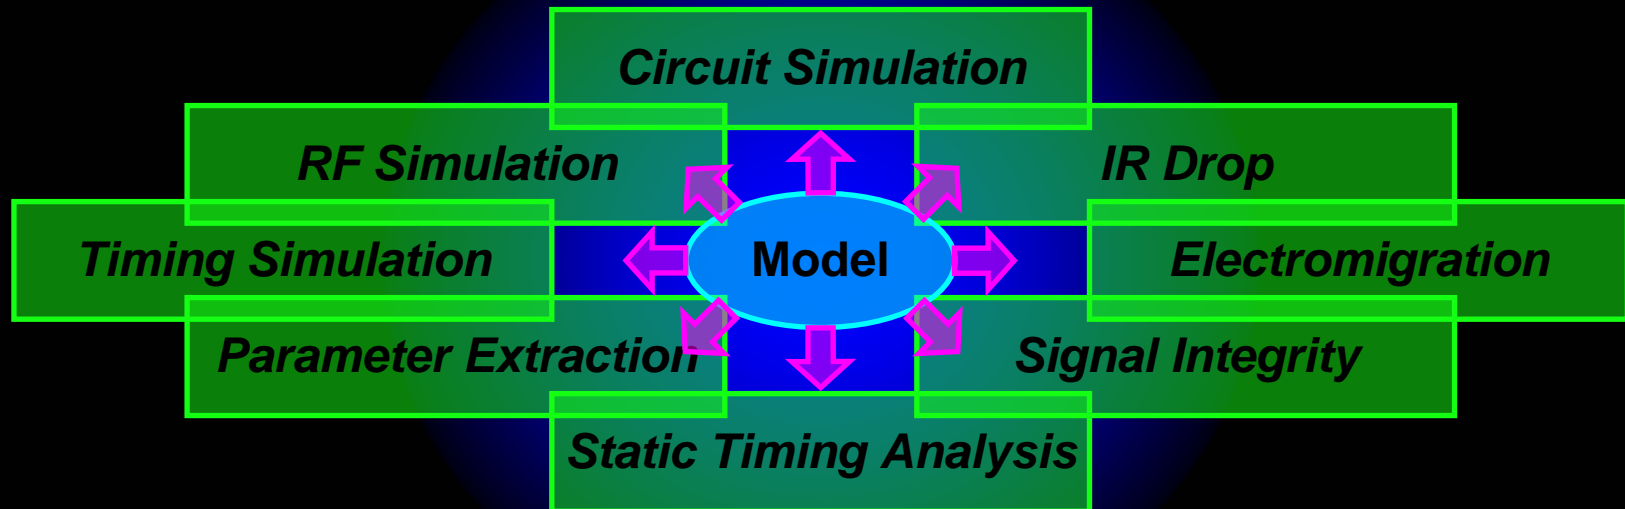 Circuit Simulation
RF Simulation
IR Drop
Timing Simulation
Model
Electromigration
Parameter Extraction
Signal Integrity
Static Timing Analysis